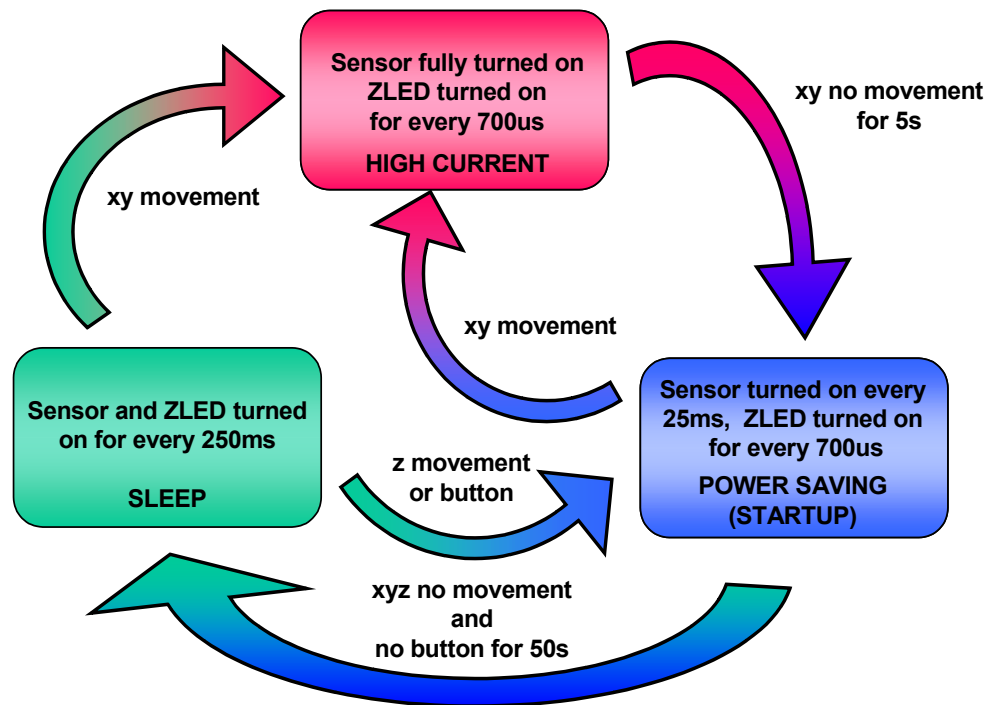 Sensor fully turned on
ZLED turned on
for every 700us
HIGH CURRENT
xy no movement
for 5s
xy movement
xy movement
Sensor and ZLED turned
on for every 250ms
SLEEP
Sensor turned on every
25ms, ZLED turned on
for every 700us
POWER SAVING
(STARTUP)
z movement
or button
xyz no movement
and
no button for 50s